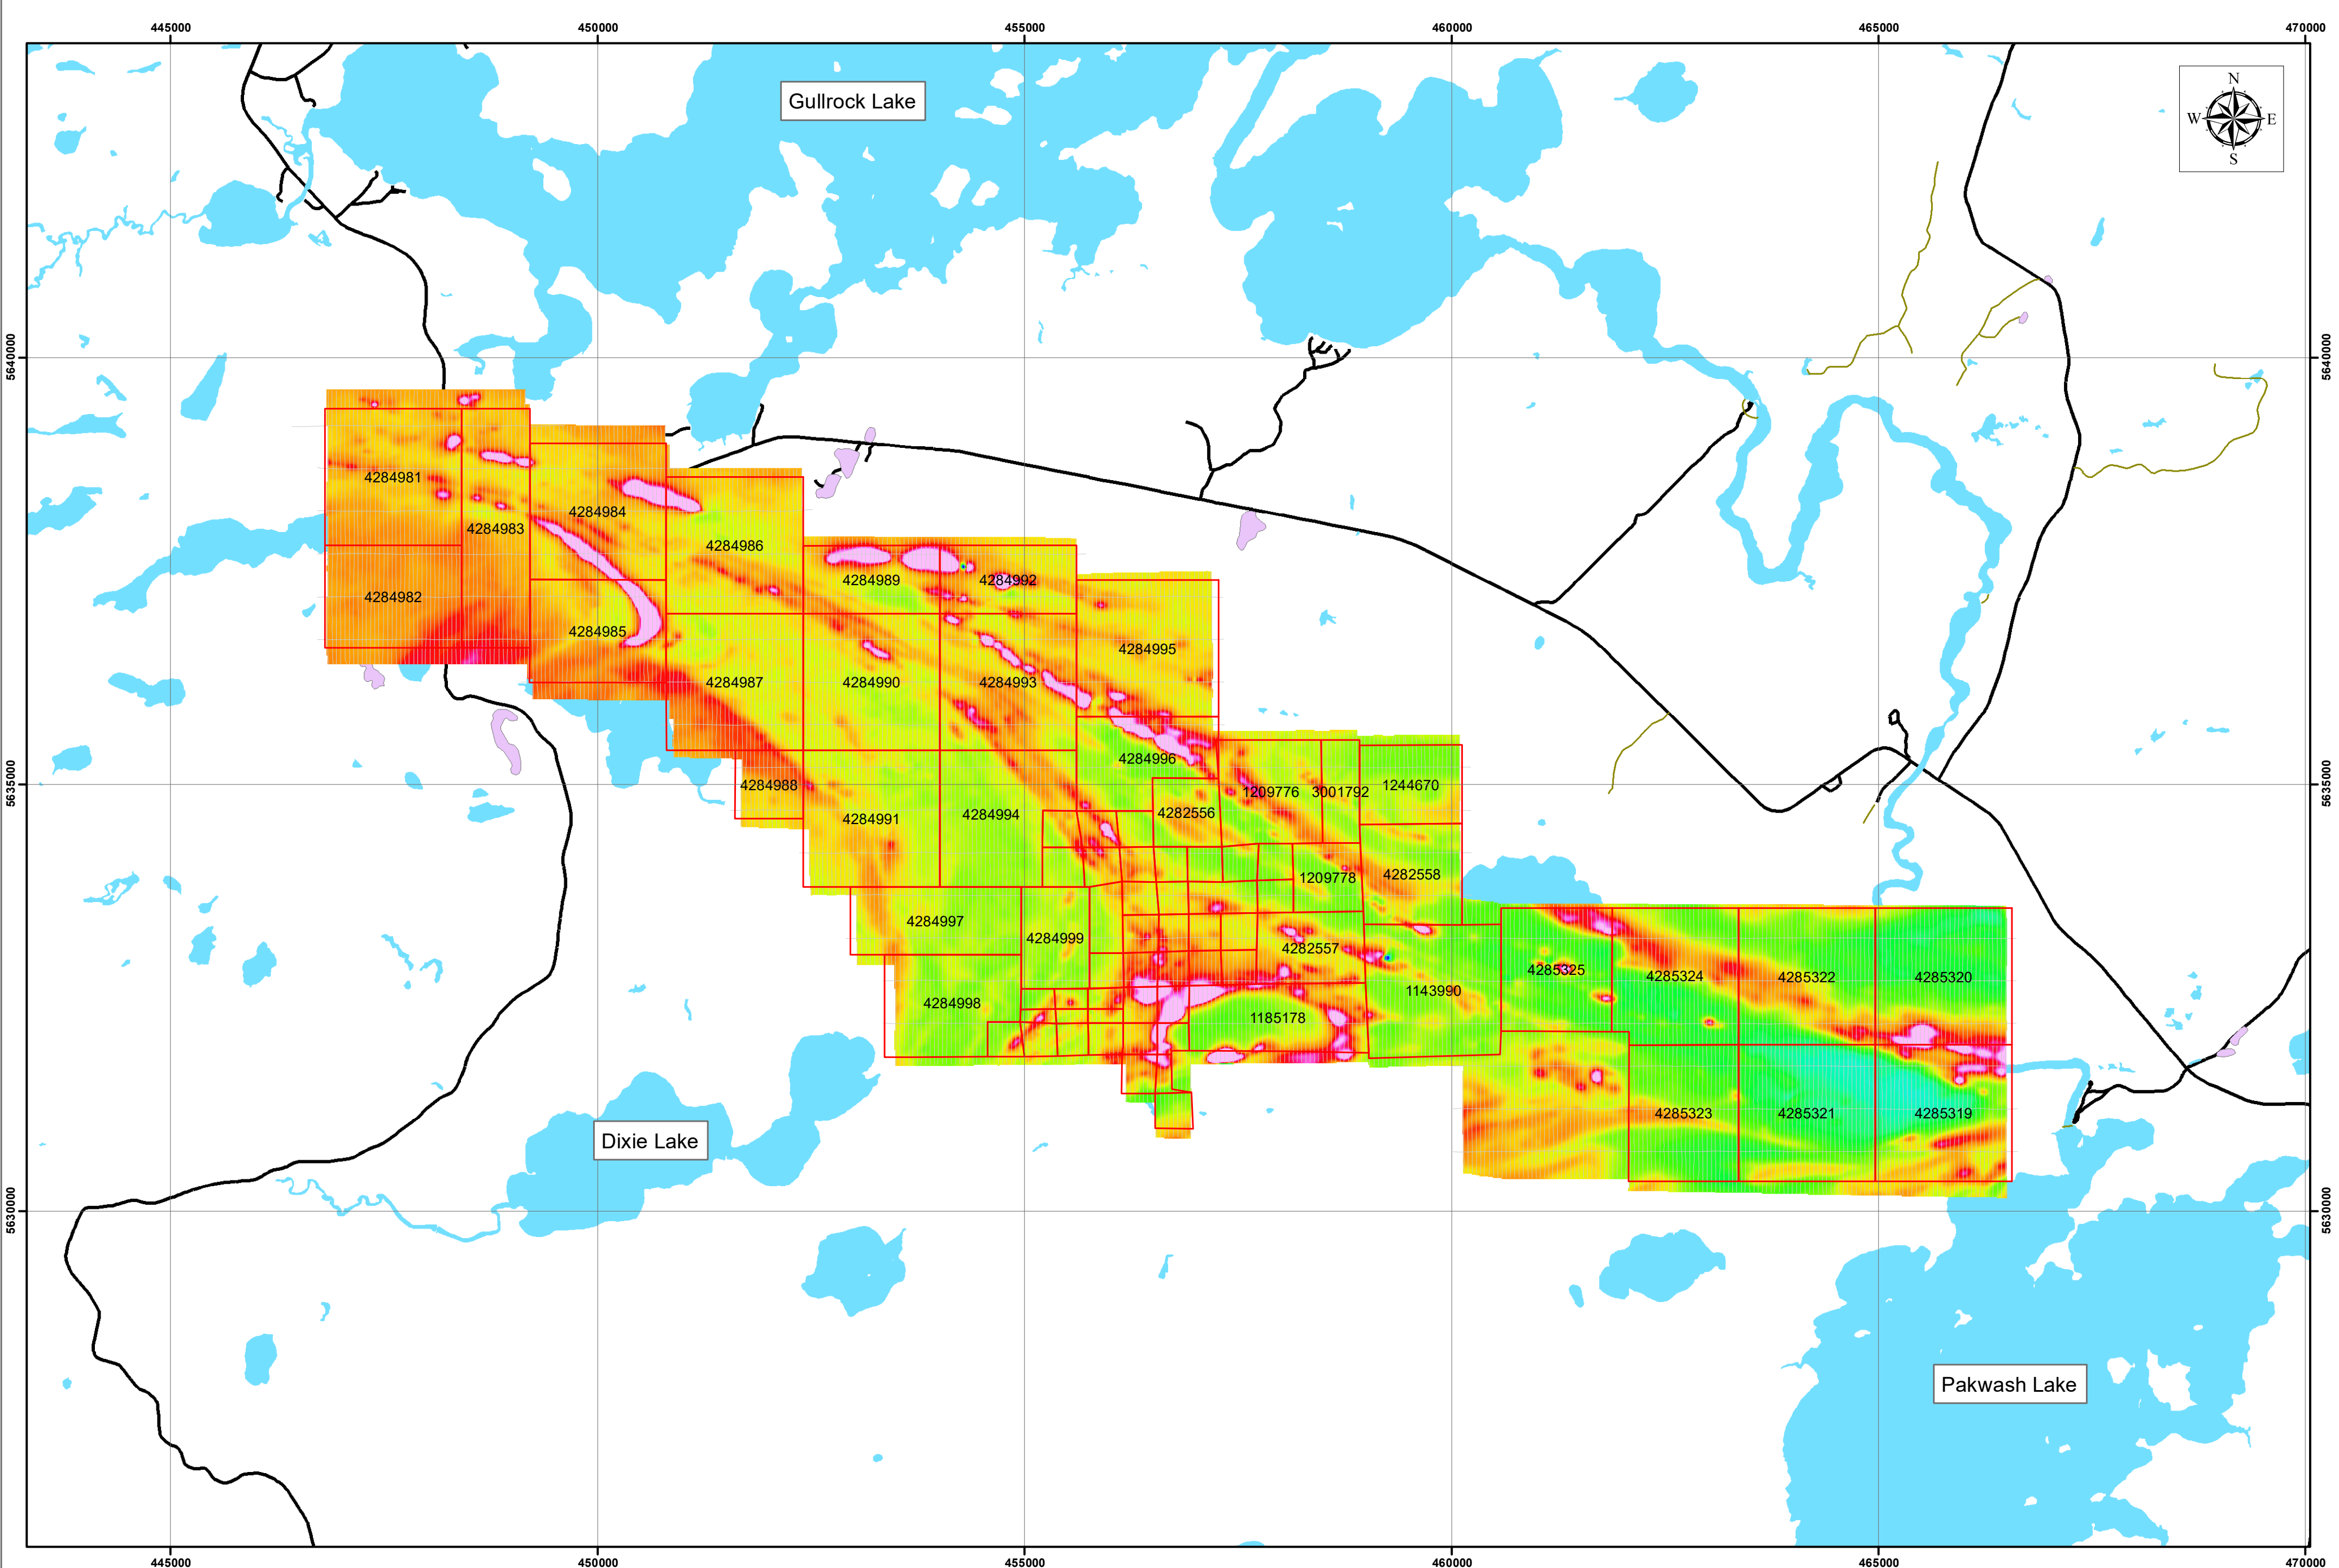 445000 450000 455000 460000 465000 470000
Gullrock Lake
N
W E
S
5640000 5640000
4284981
4284984
4284983
4284986
4284989 4284992
4284982
4284985
4284995
4284987 4284990 4284993
4284996
5635000 5635000
4284988
1244670
1209776 3001792
4282556
4284994
4284991
4282558
1209778
4284997
4284999
4282557
4285325
4285324 4285322 4285320
1143990
4284998
1185178
4285323 4285321 4285319
Dixie Lake
5630000 5630000
Pakwash Lake
445000 450000 455000 460000 465000 470000